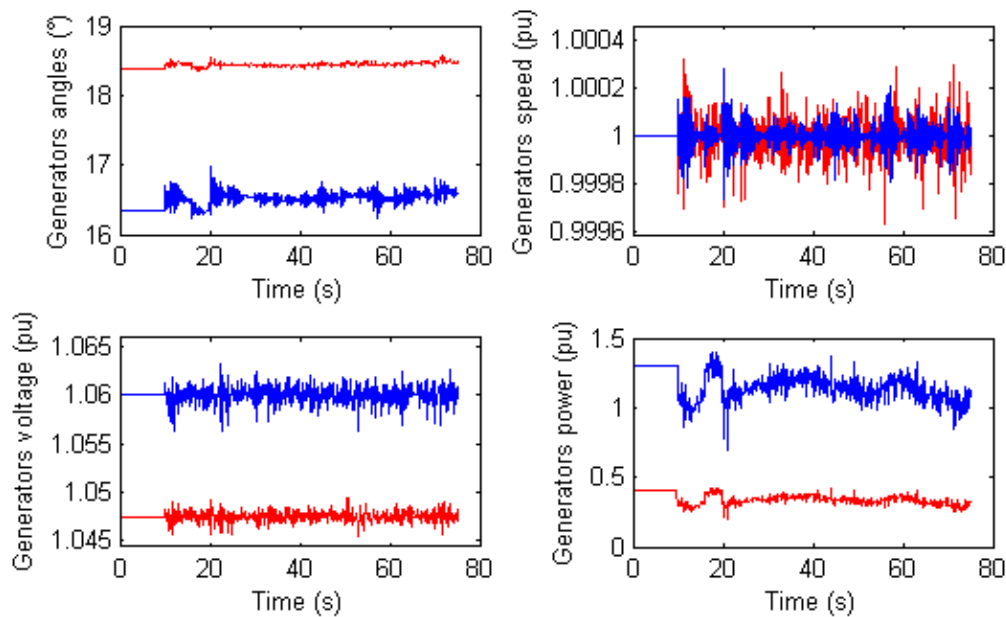 Generators angles (°)
19
18
17
16
0 20 40 60 80
Time (s)
Generators speed (pu)
1.0004
1.0002
1
0.9998
0.9996
0 20 40 60 80
Time (s)
Generators voltage (pu)
1.065
1.06
1.055
1.05
1.045
0 20 40 60 80
Time (s)
Generators power (pu)
1.5
1
0.5
0
0 20 40 60 80
Time (s)